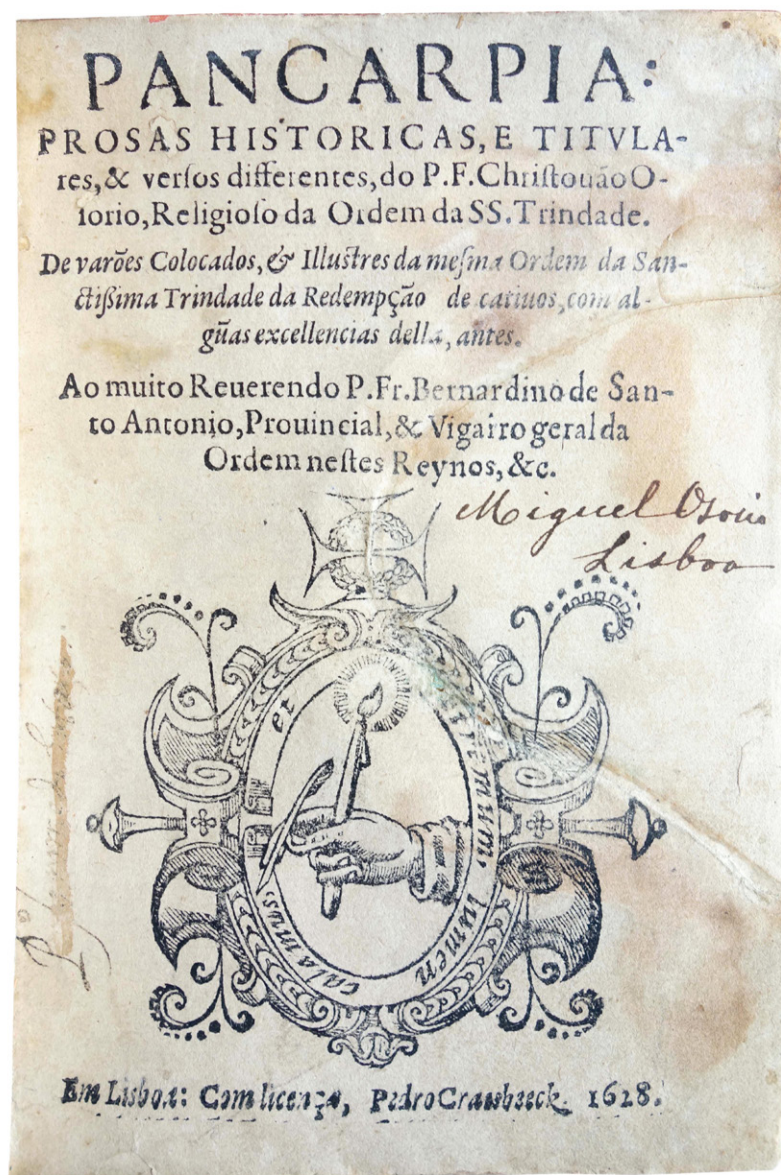 PANCARPIA:
PROSAS HISTORICAS, E TITVLA-
res, & verſos differentes, do P.F. Chriſtouão O-
ſorio, Religioſo da Ordem da SS. Trindade.
De varões Colocados, & Illuſtres da meſma Ordem da San-
ctißima Trindade da Redempção de catiuos, com al-
gũas excellencias della, antes.
Ao muito Reuerendo P. Fr. Bernardino de San-
to Antonio, Prouincial, & Vigairo geral da
Ordem neſtes Reynos, &c.
Miguel Osorio
Lisboa
et
lumen
calamus.
Em Lisboa: Com licença, Pedro Craesbeeck. 1628.